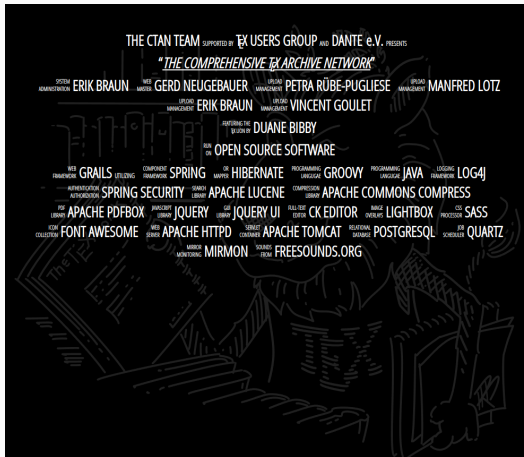 THE CTAN TEAM SUPPORTED BY TEX USERS GROUP AND DANTE e.V. PRESENTS
“THE COMPREHENSIVE TEX ARCHIVE NETWORK”
SYSTEM ADMINISTRATION ERIK BRAUN WEB MASTER GERD NEUGEBAUER UPLOAD MANAGEMENT PETRA RÜBE-PUGLIESE UPLOAD MANAGEMENT MANFRED LOTZ
UPLOAD MANAGEMENT ERIK BRAUN UPLOAD MANAGEMENT VINCENT GOULET
FEATURING THE TEX LION BY DUANE BIBBY
RUN ON OPEN SOURCE SOFTWARE
WEB FRAMEWORK GRAILS UTILIZING COMPONENT FRAMEWORK SPRING OR MAPPER HIBERNATE PROGRAMMING LANGUGAE GROOVY PROGRAMMING LANGUGAE JAVA LOGGING FRAMEWORK LOG4J
AUTHENTICATION AUTHORIZATION SPRING SECURITY SEARCH LIBRARY APACHE LUCENE COMPRESSION LIBRARY APACHE COMMONS COMPRESS
PDF LIBRARY APACHE PDFBOX JAVASCRIPT LIBRARY JQUERY GUI LIBRARY JQUERY UI FULL-TEXT EDITOR CK EDITOR IMAGE OVERLAYS LIGHTBOX CSS PROCESSOR SASS
ICON COLLECTION FONT AWESOME WEB SERVER APACHE HTTPD SERVLET CONTAINER APACHE TOMCAT RELATIONAL DATABASE POSTGRESQL JOB SCHEDULER QUARTZ
MIRROR MONITORING MIRMON SOUNDS FROM FREESOUNDS.ORG
TEX